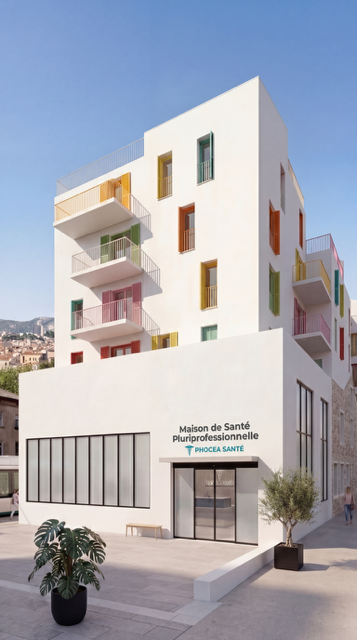 Maison de Santé
Pluriprofessionnelle
PHOCEA SANTÉ